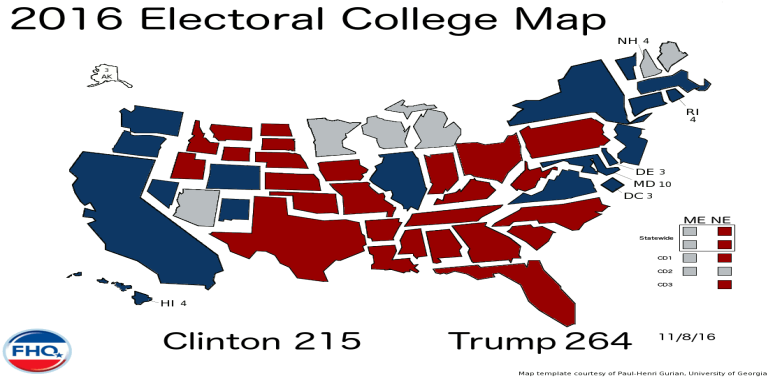 2016 Electoral College Map
NH 4
3
AK
RI
4
DE 3
MD 10
DC 3
ME NE
Statewide
CD1
CD2
CD3
HI 4
Clinton 215
Trump 264
11/8/16
FHQ
Map template courtesy of Paul-Henri Gurian, University of Georgia